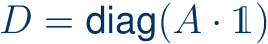 D = diag(A · 𝟙)